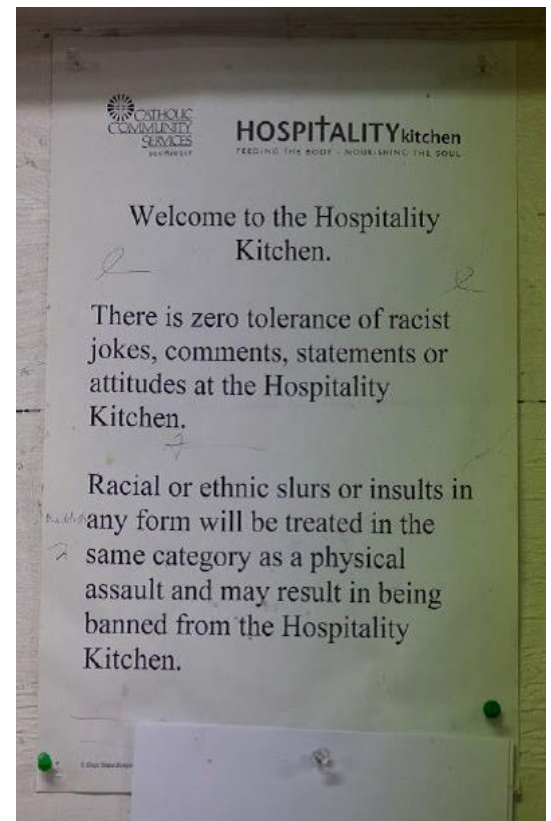 CATHOLIC
COMMUNITY
SERVICES
HOSPITALITY kitchen
FEEDING THE BODY - NOURISHING THE SOUL
Welcome to the Hospitality
Kitchen.
There is zero tolerance of racist
jokes, comments, statements or
attitudes at the Hospitality
Kitchen.
Racial or ethnic slurs or insults in
any form will be treated in the
same category as a physical
assault and may result in being
banned from the Hospitality
Kitchen.